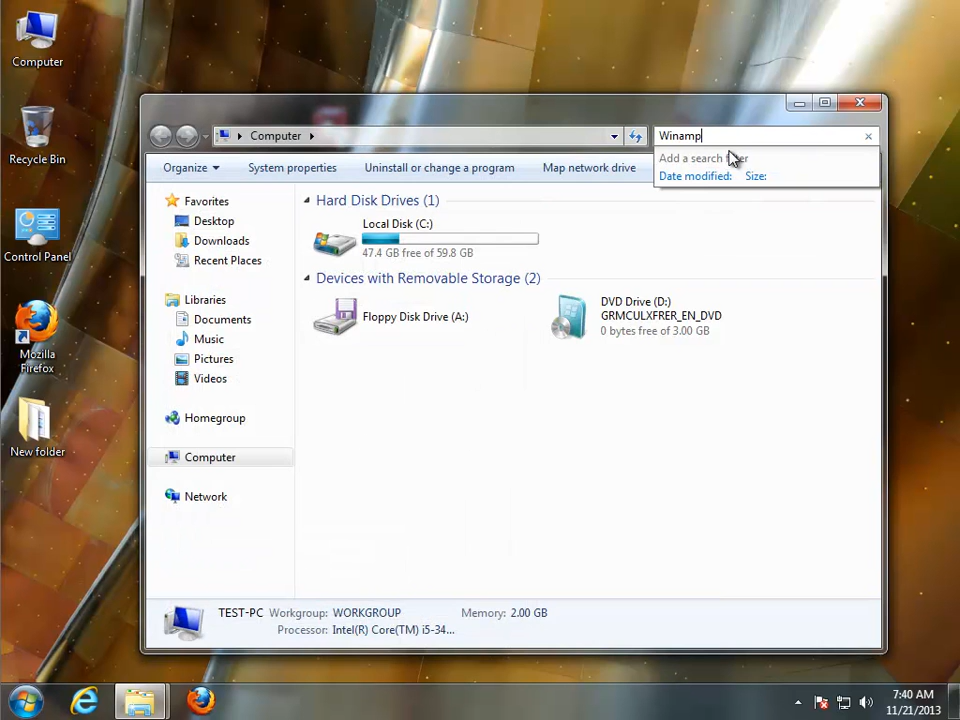 Computer
Recycle Bin
Control Panel
Mozilla
Firefox
New folder
Computer
Winamp
Add a search
Date modified: Size:
Organize System properties Uninstall or change a program Map network drive
Favorites
Desktop
Downloads
Recent Places
Libraries
Documents
Music
Pictures
Videos
Homegroup
Computer
Network
Hard Disk Drives (1)
Local Disk (C:)
47.4 GB free of 59.8 GB
Devices with Removable Storage (2)
Floppy Disk Drive (A:)
DVD Drive (D:)
GRMCULXFRER_EN_DVD
0 bytes free of 3.00 GB
TEST-PC Workgroup: WORKGROUP Memory: 2.00 GB
Processor: Intel(R) Core(TM) i5-34...
7:40 AM
11/21/2013